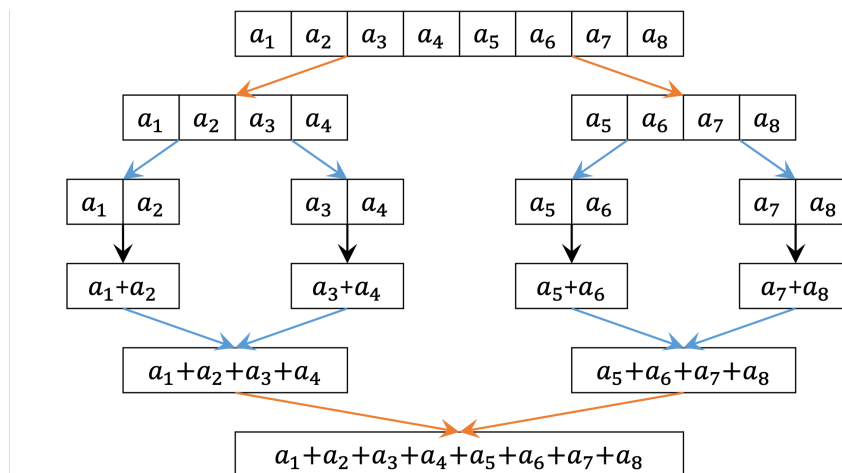 a₁ a₂ a₃ a₄ a₅ a₆ a₇ a₈
a₁ a₂ a₃ a₄ a₅ a₆ a₇ a₈
a₁ a₂ a₃ a₄ a₅ a₆ a₇ a₈
a₁+a₂ a₃+a₄ a₅+a₆ a₇+a₈
a₁+a₂+a₃+a₄ a₅+a₆+a₇+a₈
a₁+a₂+a₃+a₄+a₅+a₆+a₇+a₈